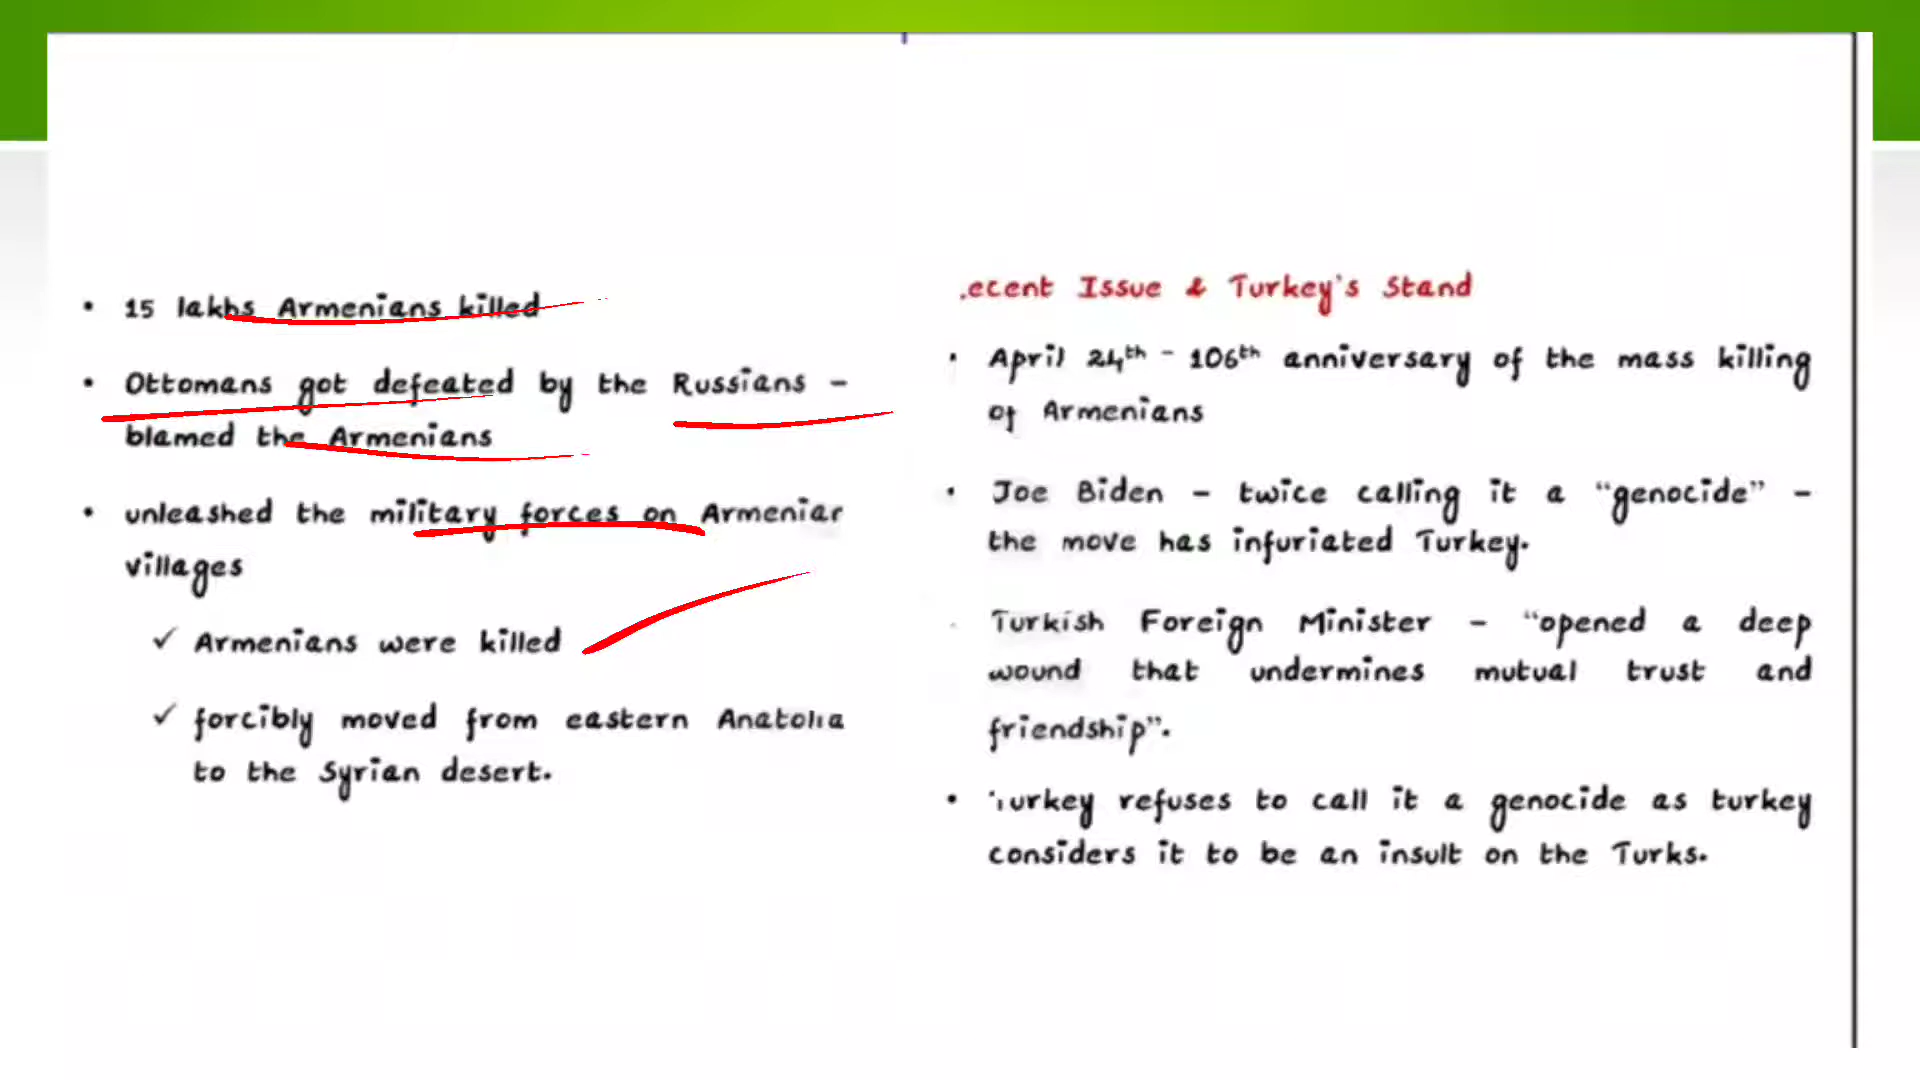 • 15 lakhs Armenians killed
• Ottomans got defeated by the Russians –
blamed the Armenians
• unleashed the military forces on Armenian
villages
✓ Armenians were killed
✓ forcibly moved from eastern Anatolia
to the Syrian desert.
ecent Issue & Turkey's Stand
• April 24th - 106th anniversary of the mass killing
of Armenians
• Joe Biden – twice calling it a “genocide” –
the move has infuriated Turkey.
• Turkish Foreign Minister – “opened a deep
wound that undermines mutual trust and
friendship”.
• Turkey refuses to call it a genocide as turkey
considers it to be an insult on the Turks.